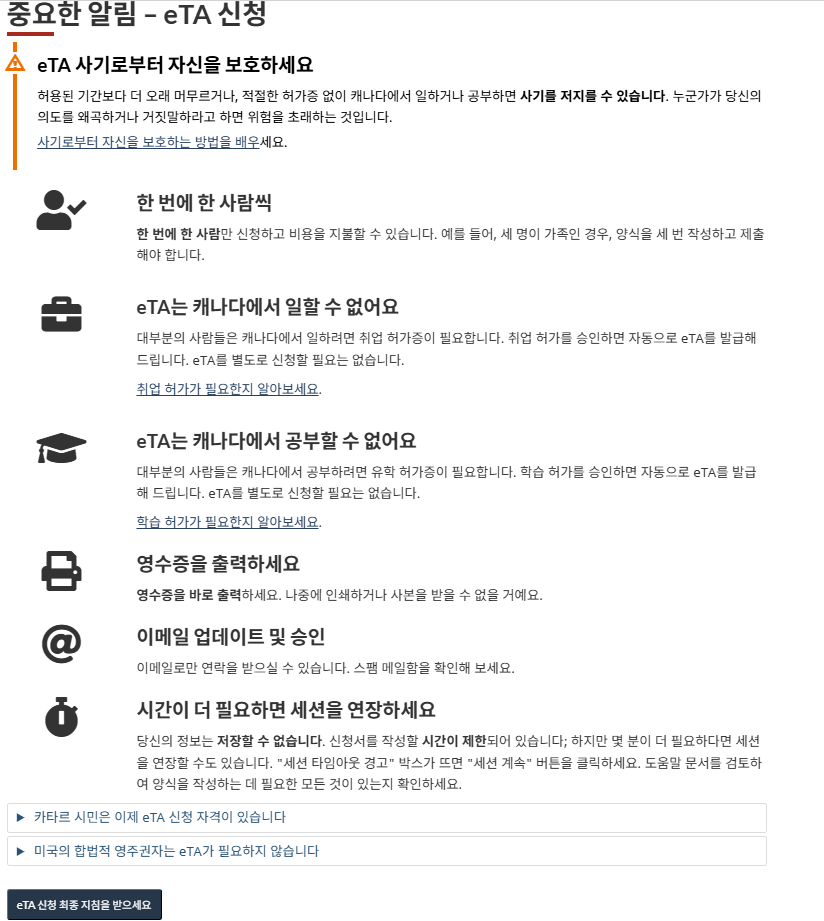 중요한 알림 – eTA 신청
eTA 사기로부터 자신을 보호하세요
허용된 기간보다 더 오래 머무르거나, 적절한 허가증 없이 캐나다에서 일하거나 공부하면 사기를 저지를 수 있습니다. 누군가가 당신의
의도를 왜곡하거나 거짓말하라고 하면 위험을 초래하는 것입니다.
사기로부터 자신을 보호하는 방법을 배우세요.
한 번에 한 사람씩
한 번에 한 사람만 신청하고 비용을 지불할 수 있습니다. 예를 들어, 세 명이 가족인 경우, 양식을 세 번 작성하고 제출
해야 합니다.
eTA는 캐나다에서 일할 수 없어요
대부분의 사람들은 캐나다에서 일하려면 취업 허가증이 필요합니다. 취업 허가를 승인하면 자동으로 eTA를 발급해
드립니다. eTA를 별도로 신청할 필요는 없습니다.
취업 허가가 필요한지 알아보세요.
eTA는 캐나다에서 공부할 수 없어요
대부분의 사람들은 캐나다에서 공부하려면 유학 허가증이 필요합니다. 학습 허가를 승인하면 자동으로 eTA를 발급
해 드립니다. eTA를 별도로 신청할 필요는 없습니다.
학습 허가가 필요한지 알아보세요.
영수증을 출력하세요
영수증을 바로 출력하세요. 나중에 인쇄하거나 사본을 받을 수 없을 거예요.
이메일 업데이트 및 승인
이메일로만 연락을 받으실 수 있습니다. 스팸 메일함을 확인해 보세요.
시간이 더 필요하면 세션을 연장하세요
당신의 정보는 저장할 수 없습니다. 신청서를 작성할 시간이 제한되어 있습니다; 하지만 몇 분이 더 필요하다면 세션
을 연장할 수도 있습니다. "세션 타임아웃 경고" 박스가 뜨면 "세션 계속" 버튼을 클릭하세요. 도움말 문서를 검토하
여 양식을 작성하는 데 필요한 모든 것이 있는지 확인하세요.
카타르 시민은 이제 eTA 신청 자격이 있습니다
미국의 합법적 영주권자는 eTA가 필요하지 않습니다
eTA 신청 최종 지침을 받으세요